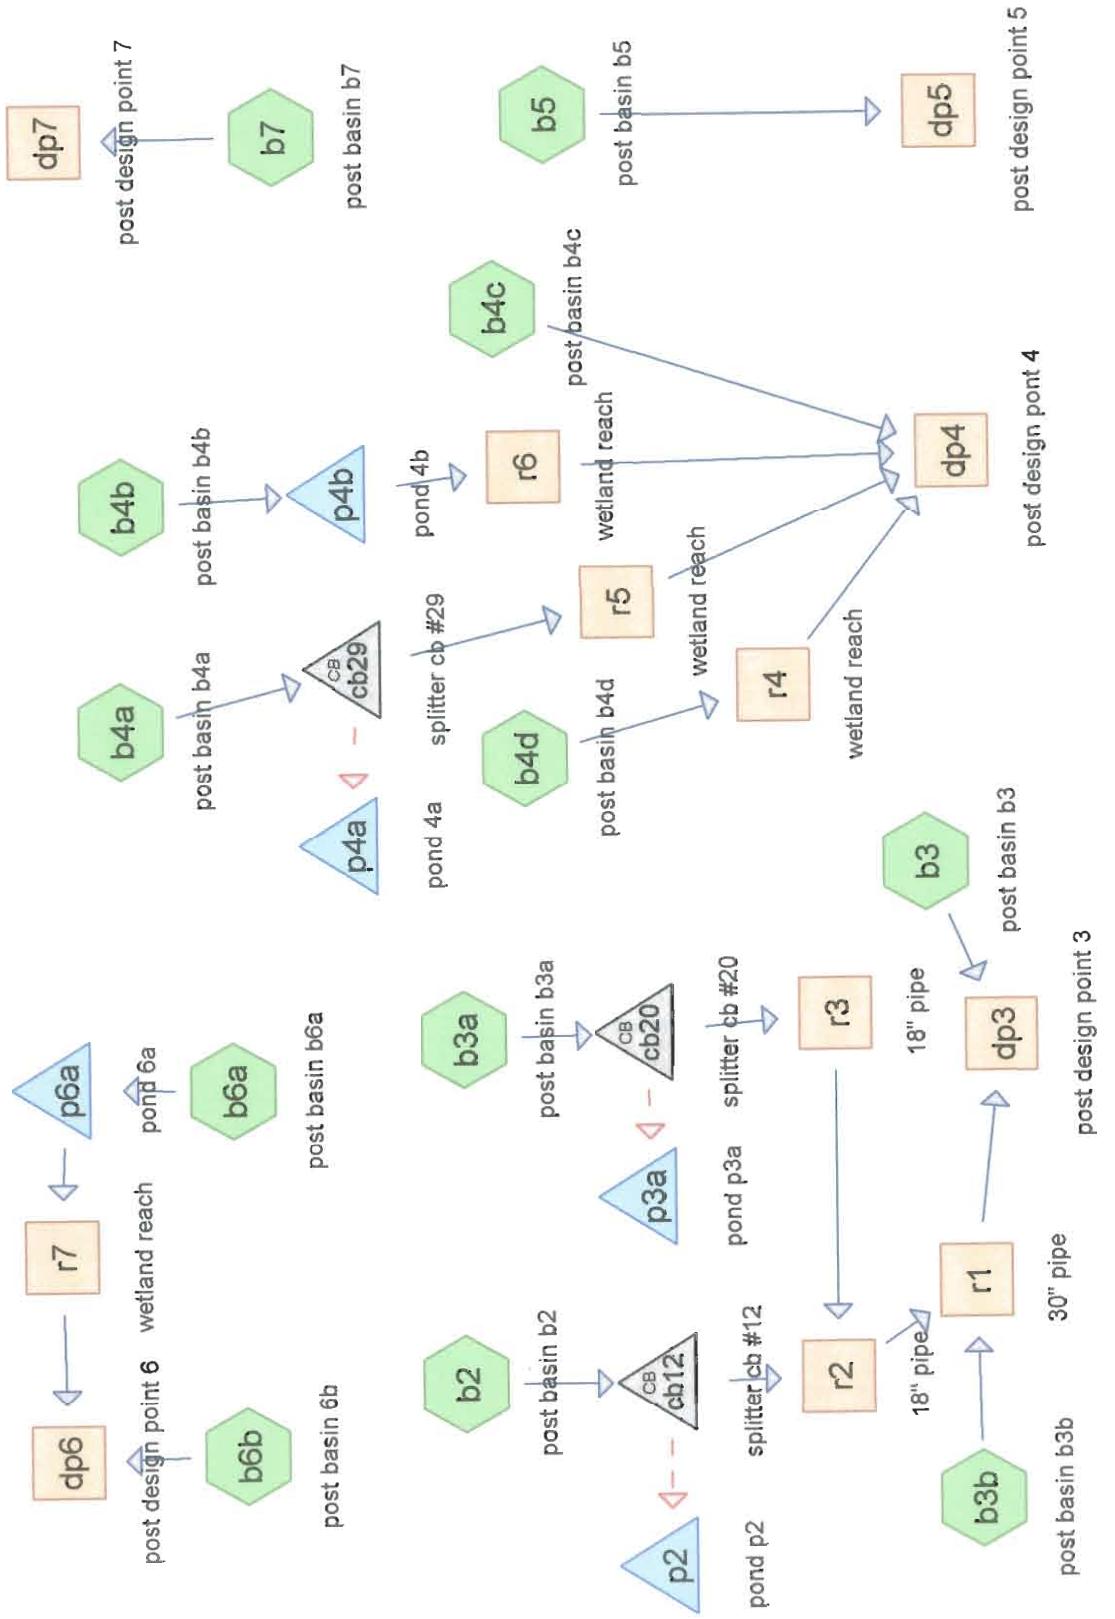 dp6
post design point 6
r7
wetland reach
p6a
pond 6a
b6b
post basin 6b
b6a
post basin b6a
b4a
post basin b4a
b4b
post basin b4b
dp7
post design point 7
b7
post basin b7
p4a
pond 4a
CB
cb29
splitter cb #29
p4b
pond 4b
b2
post basin b2
b3a
post basin b3a
b4d
post basin b4d
r5
wetland reach
r6
wetland reach
b4c
post basin b4c
b5
post basin b5
p2
pond p2
CB
cb12
splitter cb #12
p3a
pond p3a
CB
cb20
splitter cb #20
r4
wetland reach
r2
18" pipe
r3
18" pipe
b3
post basin b3
dp4
post design pont 4
dp5
post design point 5
b3b
post basin b3b
r1
30" pipe
dp3
post design point 3